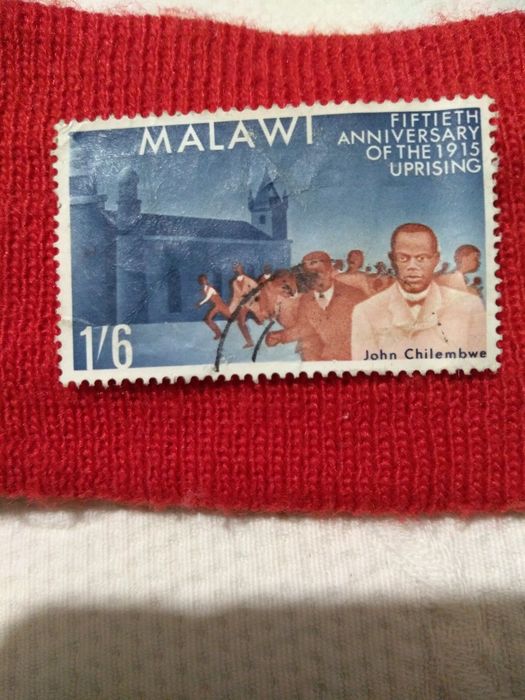 MALAWI
FIFTIETH
ANNIVERSARY
OF THE 1915
UPRISING
1/6
John Chilembwe